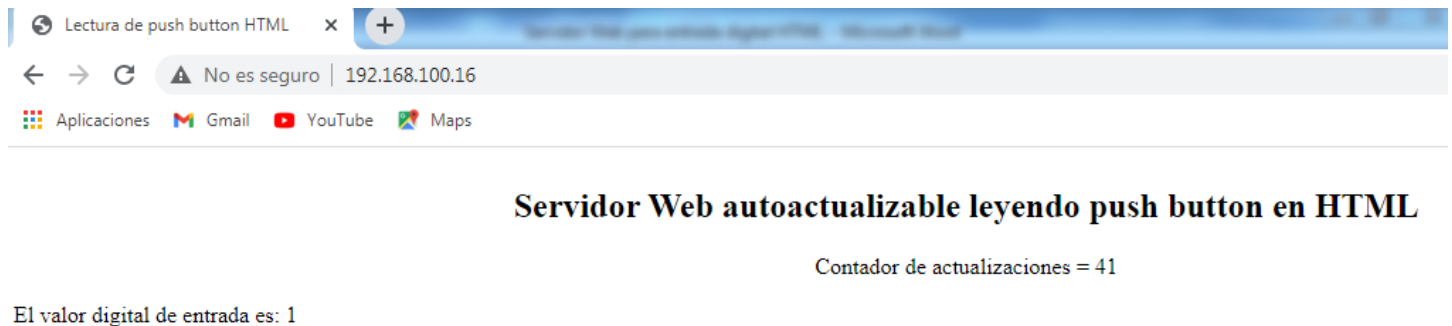 Lectura de push button HTML
No es seguro | 192.168.100.16
Aplicaciones Gmail YouTube Maps
Servidor Web autoactualizable leyendo push button en HTML
Contador de actualizaciones = 41
El valor digital de entrada es: 1